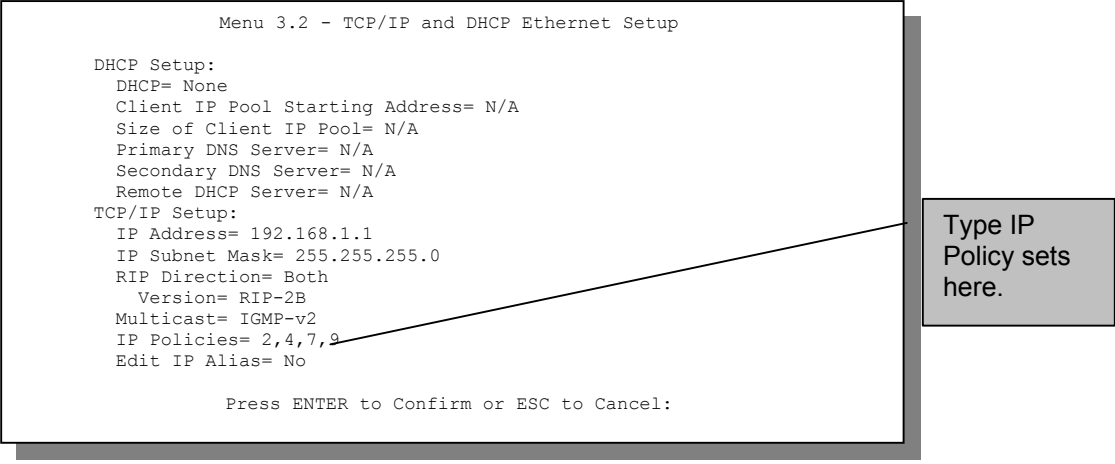 Menu 3.2 - TCP/IP and DHCP Ethernet Setup
DHCP Setup:
DHCP= None
Client IP Pool Starting Address= N/A
Size of Client IP Pool= N/A
Primary DNS Server= N/A
Secondary DNS Server= N/A
Remote DHCP Server= N/A
TCP/IP Setup:
IP Address= 192.168.1.1
IP Subnet Mask= 255.255.255.0
RIP Direction= Both
Version= RIP-2B
Multicast= IGMP-v2
IP Policies= 2,4,7,9
Edit IP Alias= No
Press ENTER to Confirm or ESC to Cancel:
Type IP
Policy sets
here.